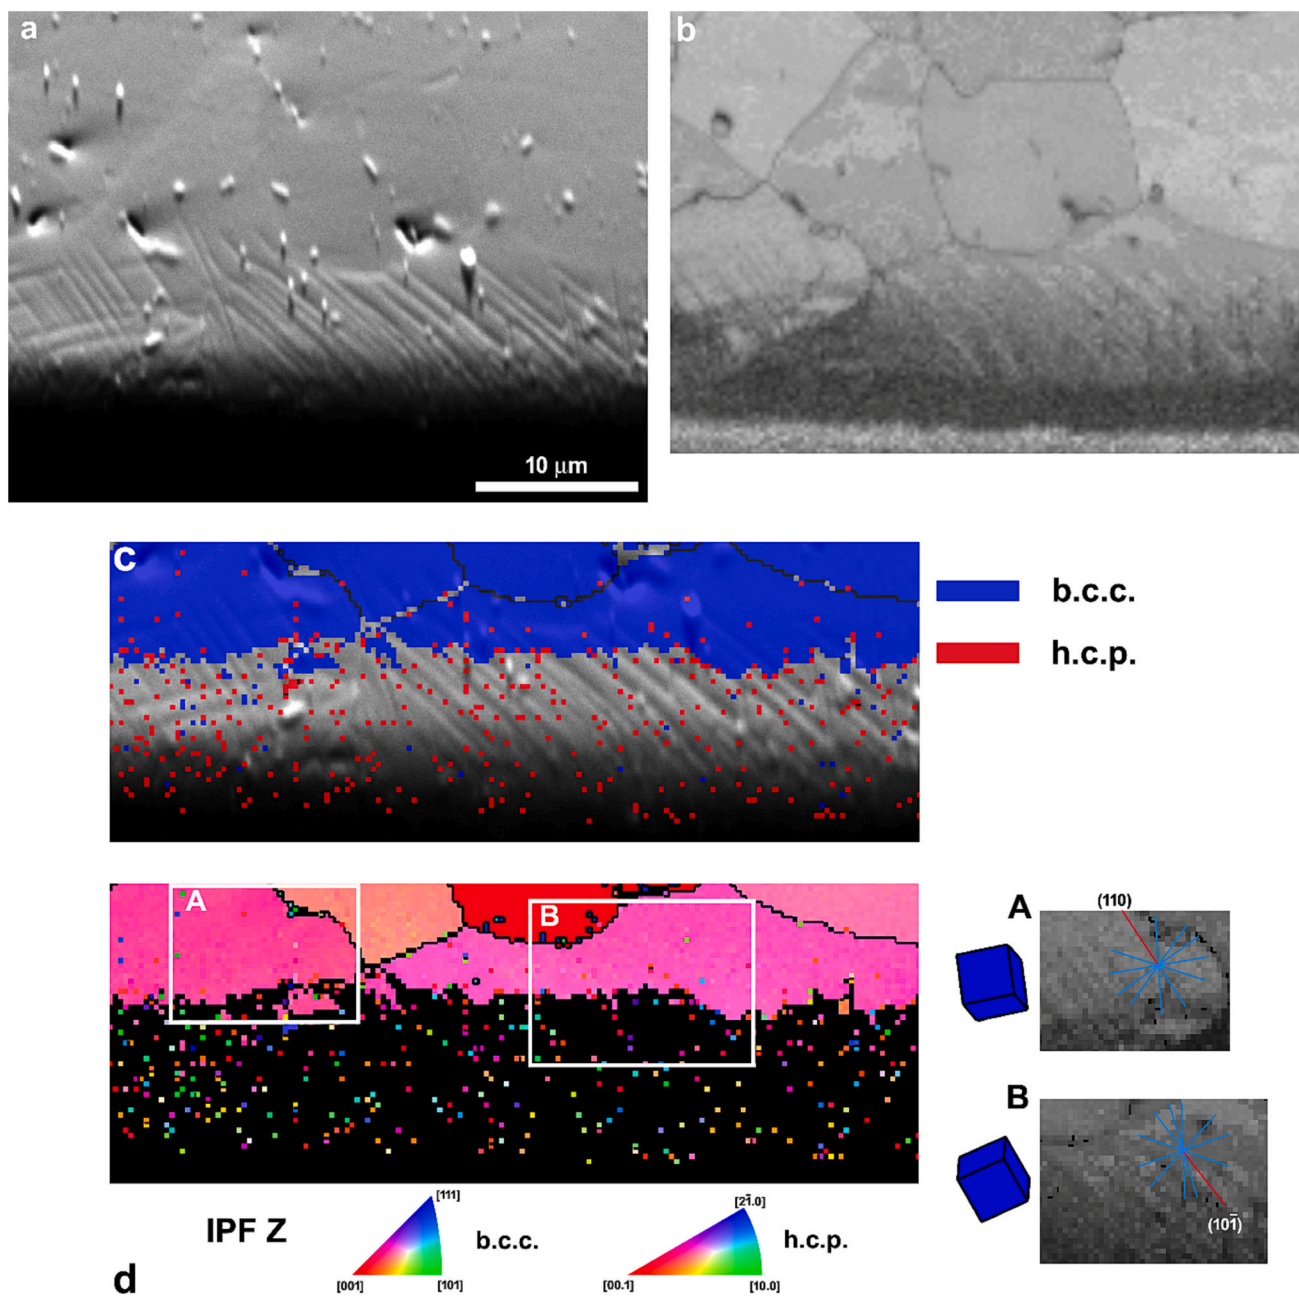 a
b
10 μm
c
b.c.c.
h.c.p.
A
B
A
(110)
B
(101̅)
IPF Z
[111]
b.c.c.
[001]
[101]
[21̅.0]
h.c.p.
[00.1]
[10.0]
d